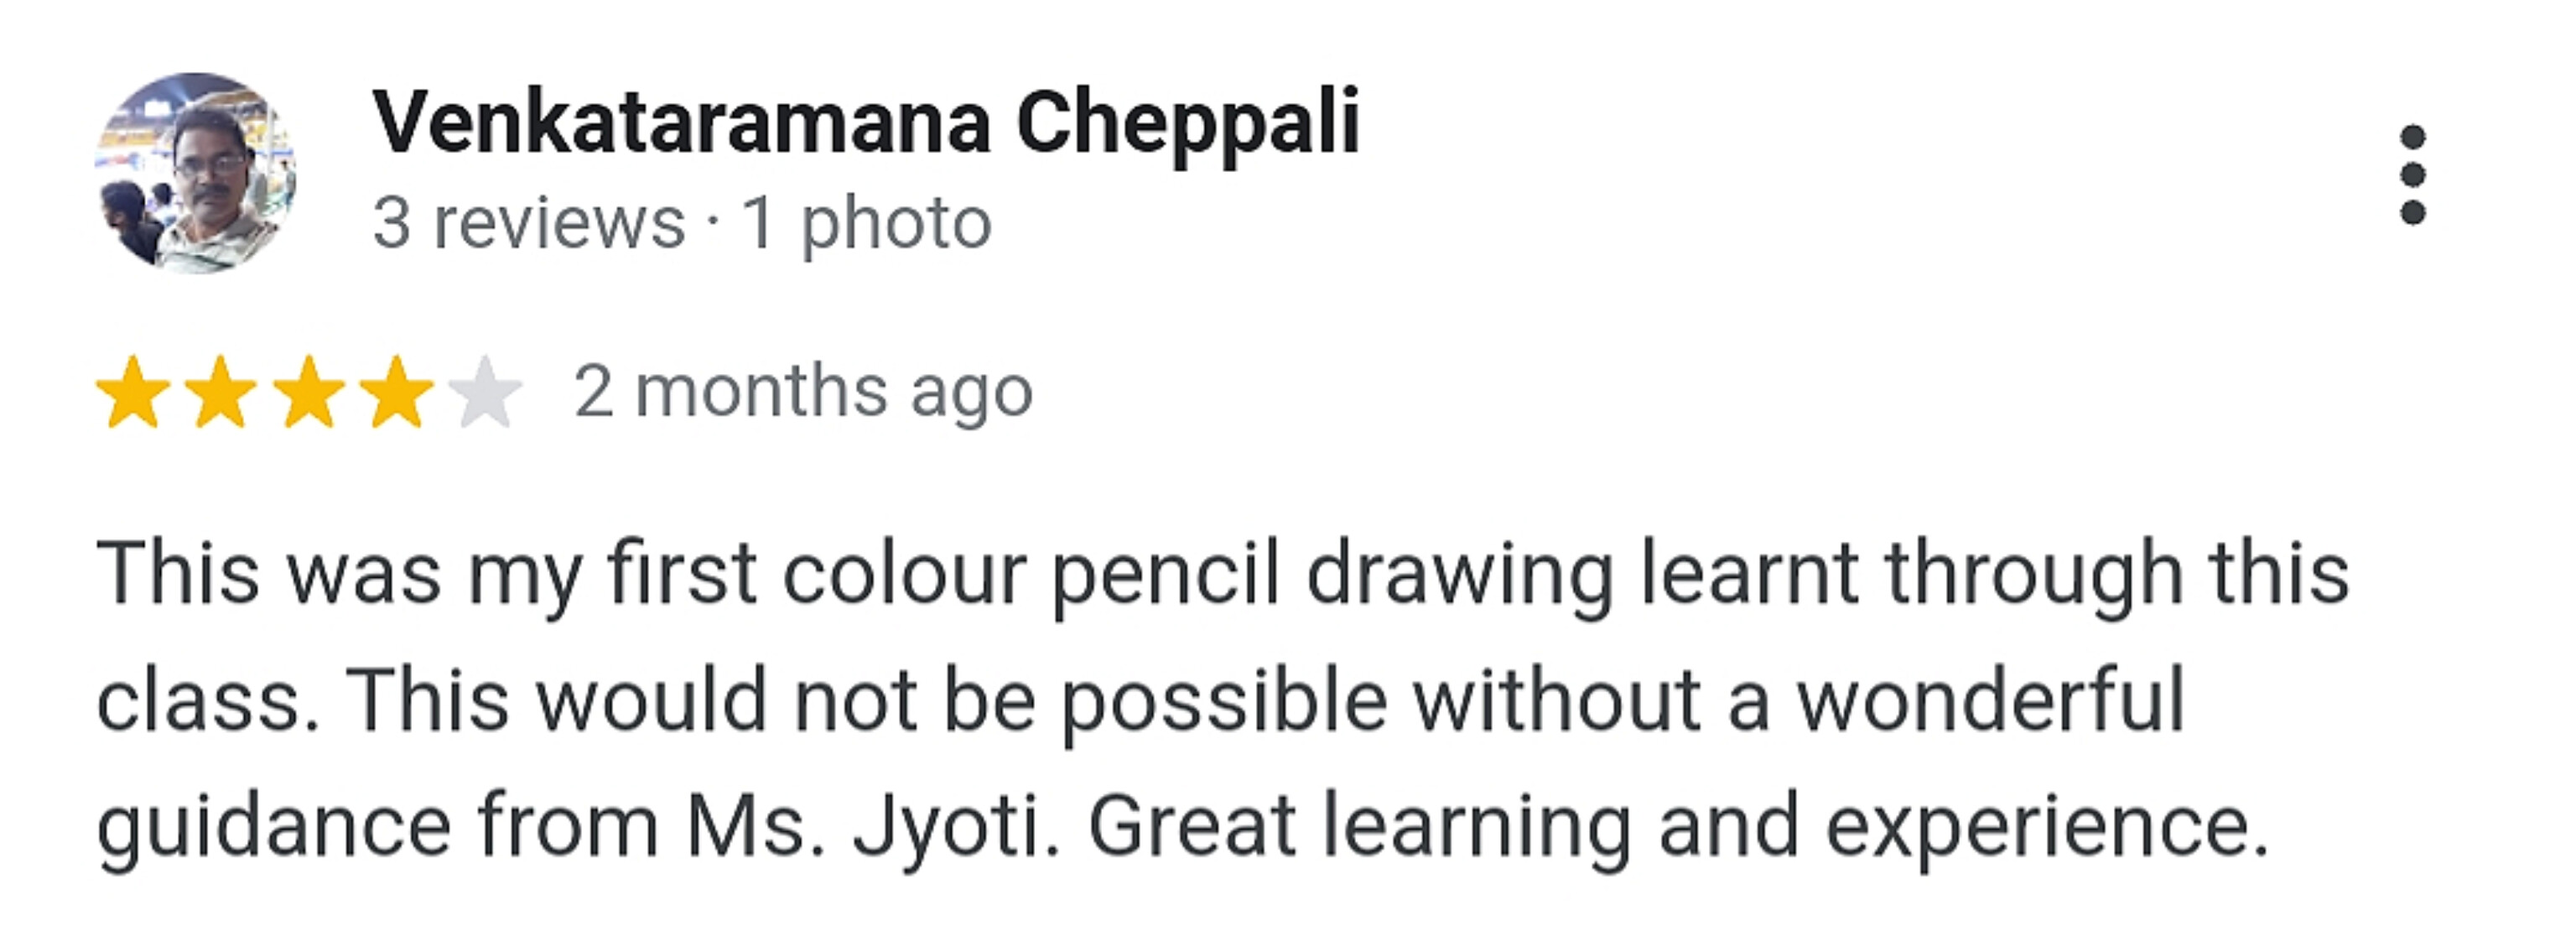 Venkataramana Cheppali
3 reviews · 1 photo
2 months ago
This was my first colour pencil drawing learnt through this
class. This would not be possible without a wonderful
guidance from Ms. Jyoti. Great learning and experience.